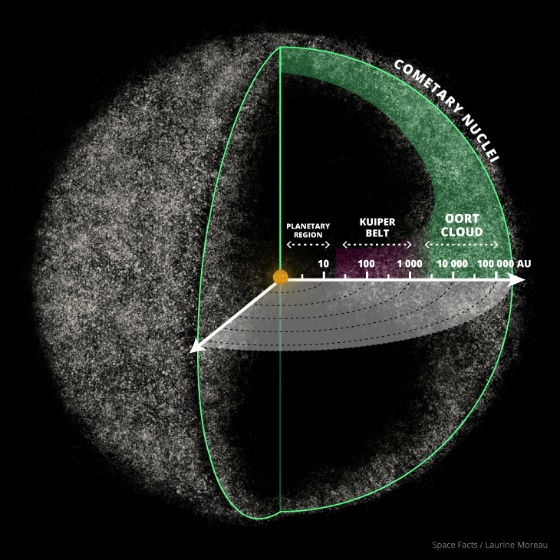 COMETARY NUCLEI
PLANETARY
REGION
KUIPER
BELT
OORT
CLOUD
10 100 1 000 10 000 100 000 AU
Space Facts / Laurine Moreau